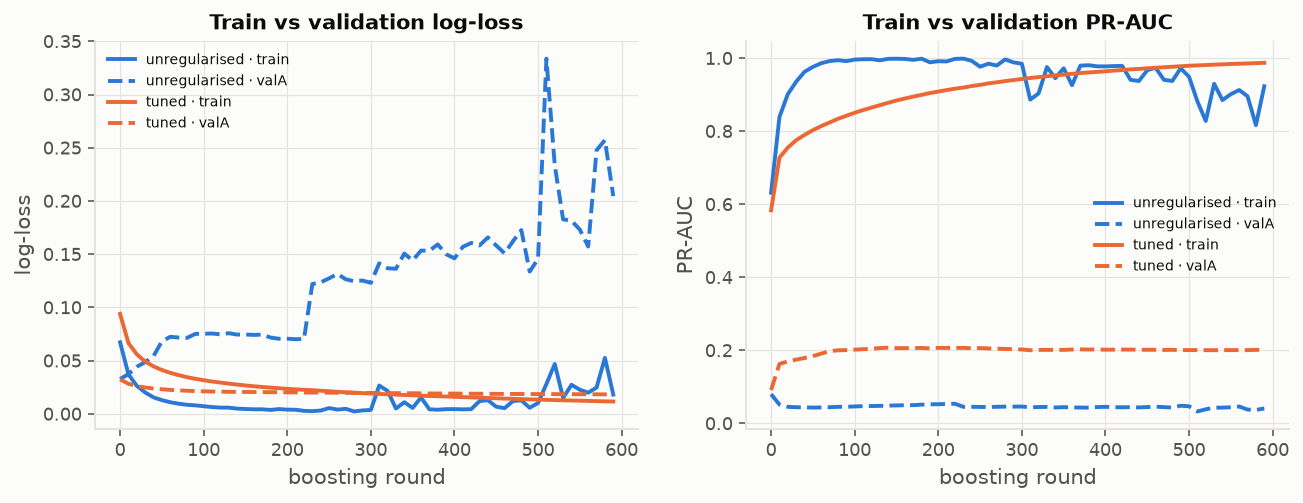 Train vs validation log-loss
log-loss
0.35
0.30
0.25
0.20
0.15
0.10
0.05
0.00
unregularised · train
unregularised · valA
tuned · train
tuned · valA
0 100 200 300 400 500 600
boosting round
Train vs validation PR-AUC
PR-AUC
1.0
0.8
0.6
0.4
0.2
0.0
unregularised · train
unregularised · valA
tuned · train
tuned · valA
0 100 200 300 400 500 600
boosting round